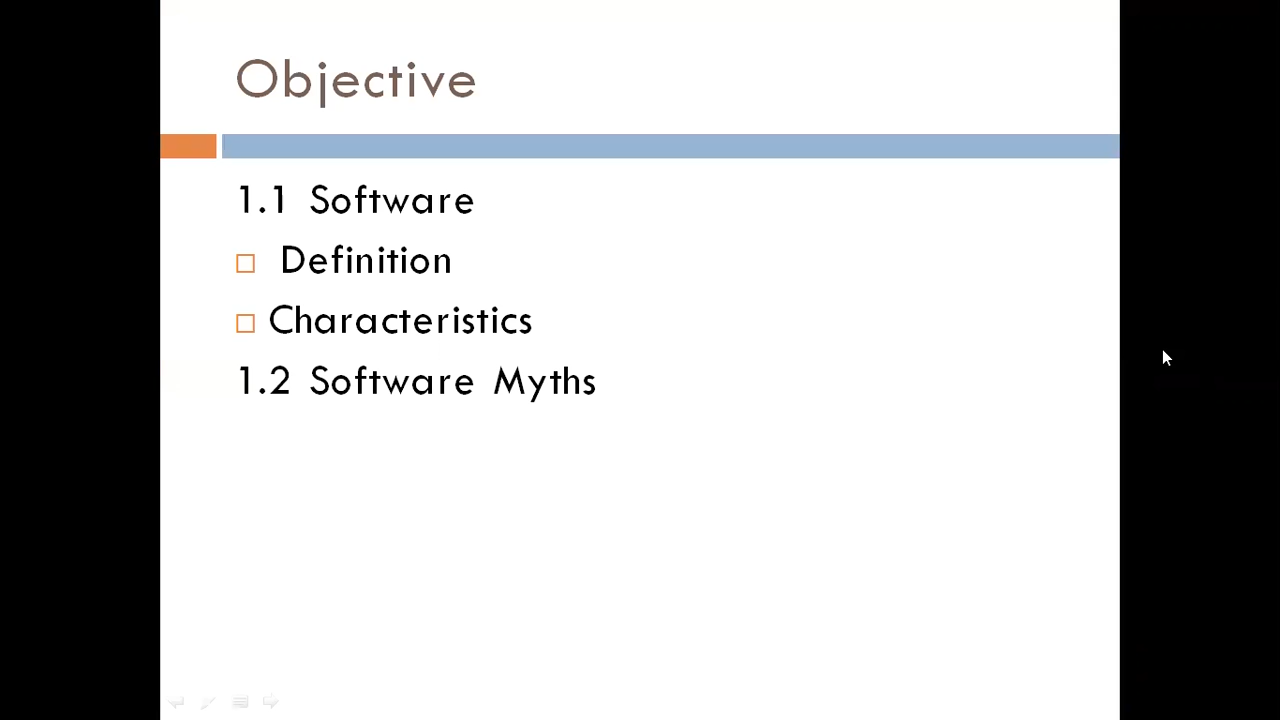 Objective
1.1 Software
Definition
Characteristics
1.2 Software Myths